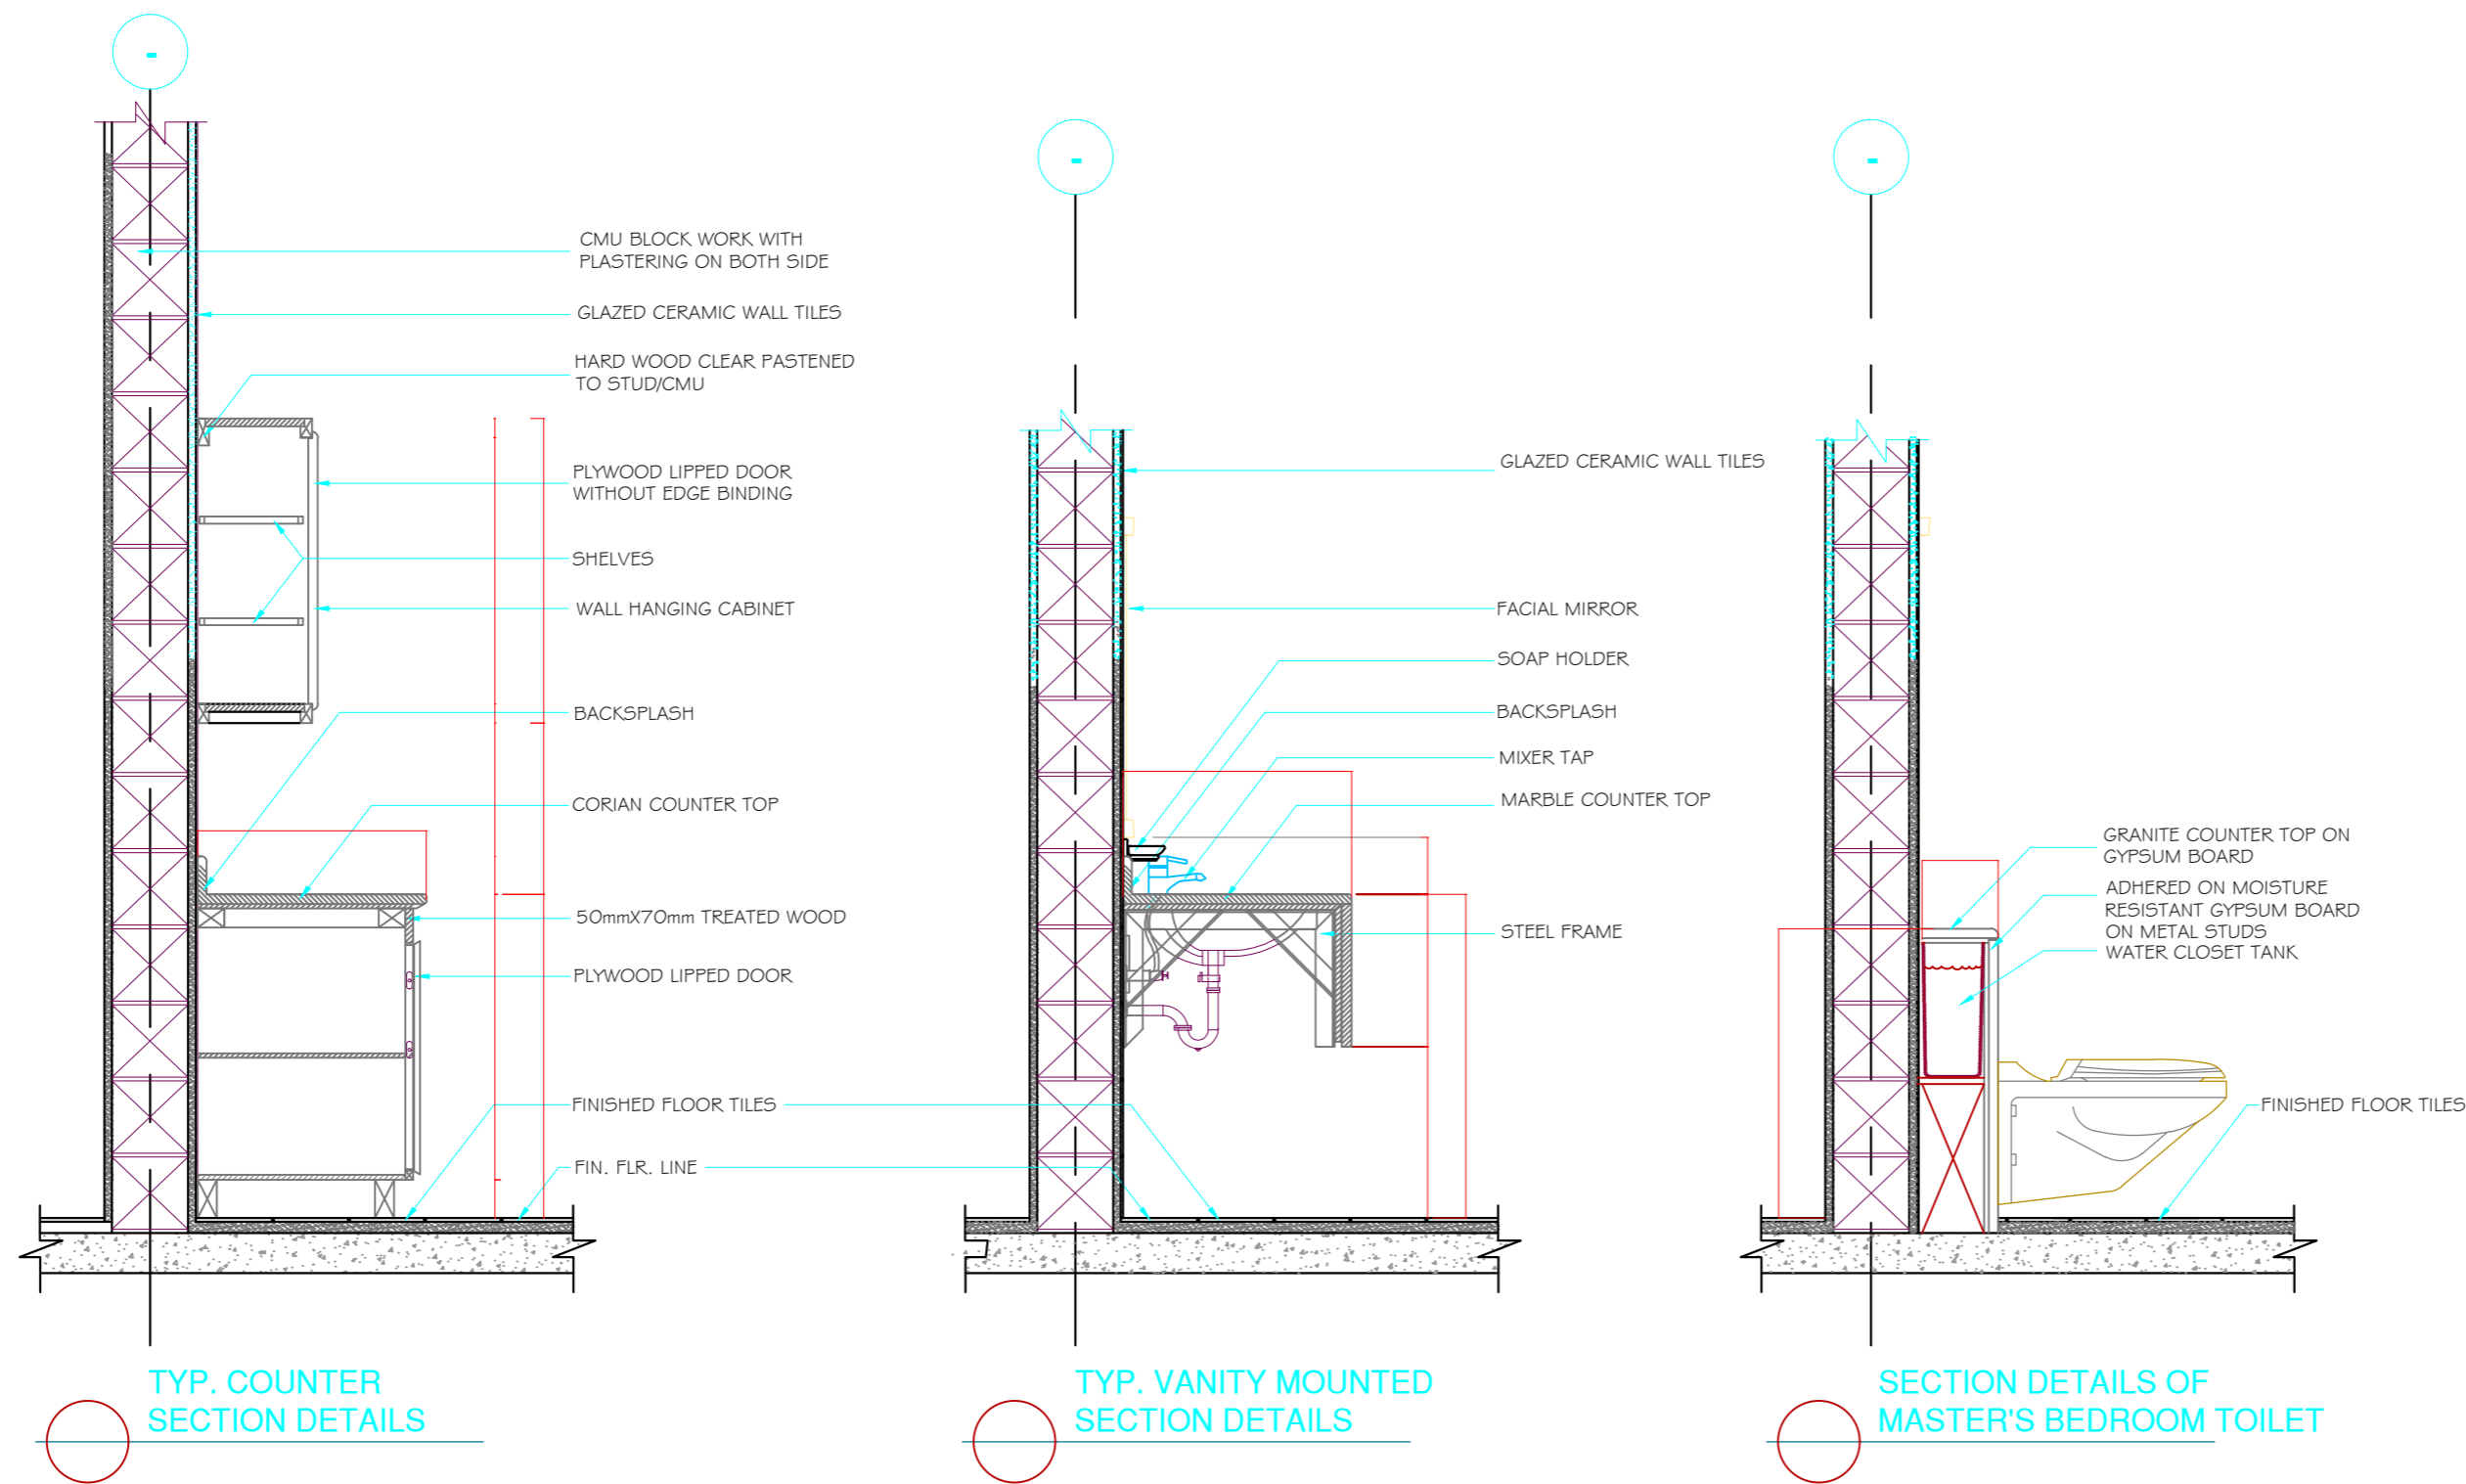 -
CMU BLOCK WORK WITH
PLASTERING ON BOTH SIDE
GLAZED CERAMIC WALL TILES
HARD WOOD CLEAR PASTENED
TO STUD/CMU
PLYWOOD LIPPED DOOR
WITHOUT EDGE BINDING
SHELVES
WALL HANGING CABINET
BACKSPLASH
CORIAN COUNTER TOP
50mmX70mm TREATED WOOD
PLYWOOD LIPPED DOOR
FINISHED FLOOR TILES
FIN. FLR. LINE
TYP. COUNTER
SECTION DETAILS
-
GLAZED CERAMIC WALL TILES
FACIAL MIRROR
SOAP HOLDER
BACKSPLASH
MIXER TAP
MARBLE COUNTER TOP
STEEL FRAME
TYP. VANITY MOUNTED
SECTION DETAILS
-
GRANITE COUNTER TOP ON
GYPSUM BOARD
ADHERED ON MOISTURE
RESISTANT GYPSUM BOARD
ON METAL STUDS
WATER CLOSET TANK
FINISHED FLOOR TILES
SECTION DETAILS OF
MASTER'S BEDROOM TOILET